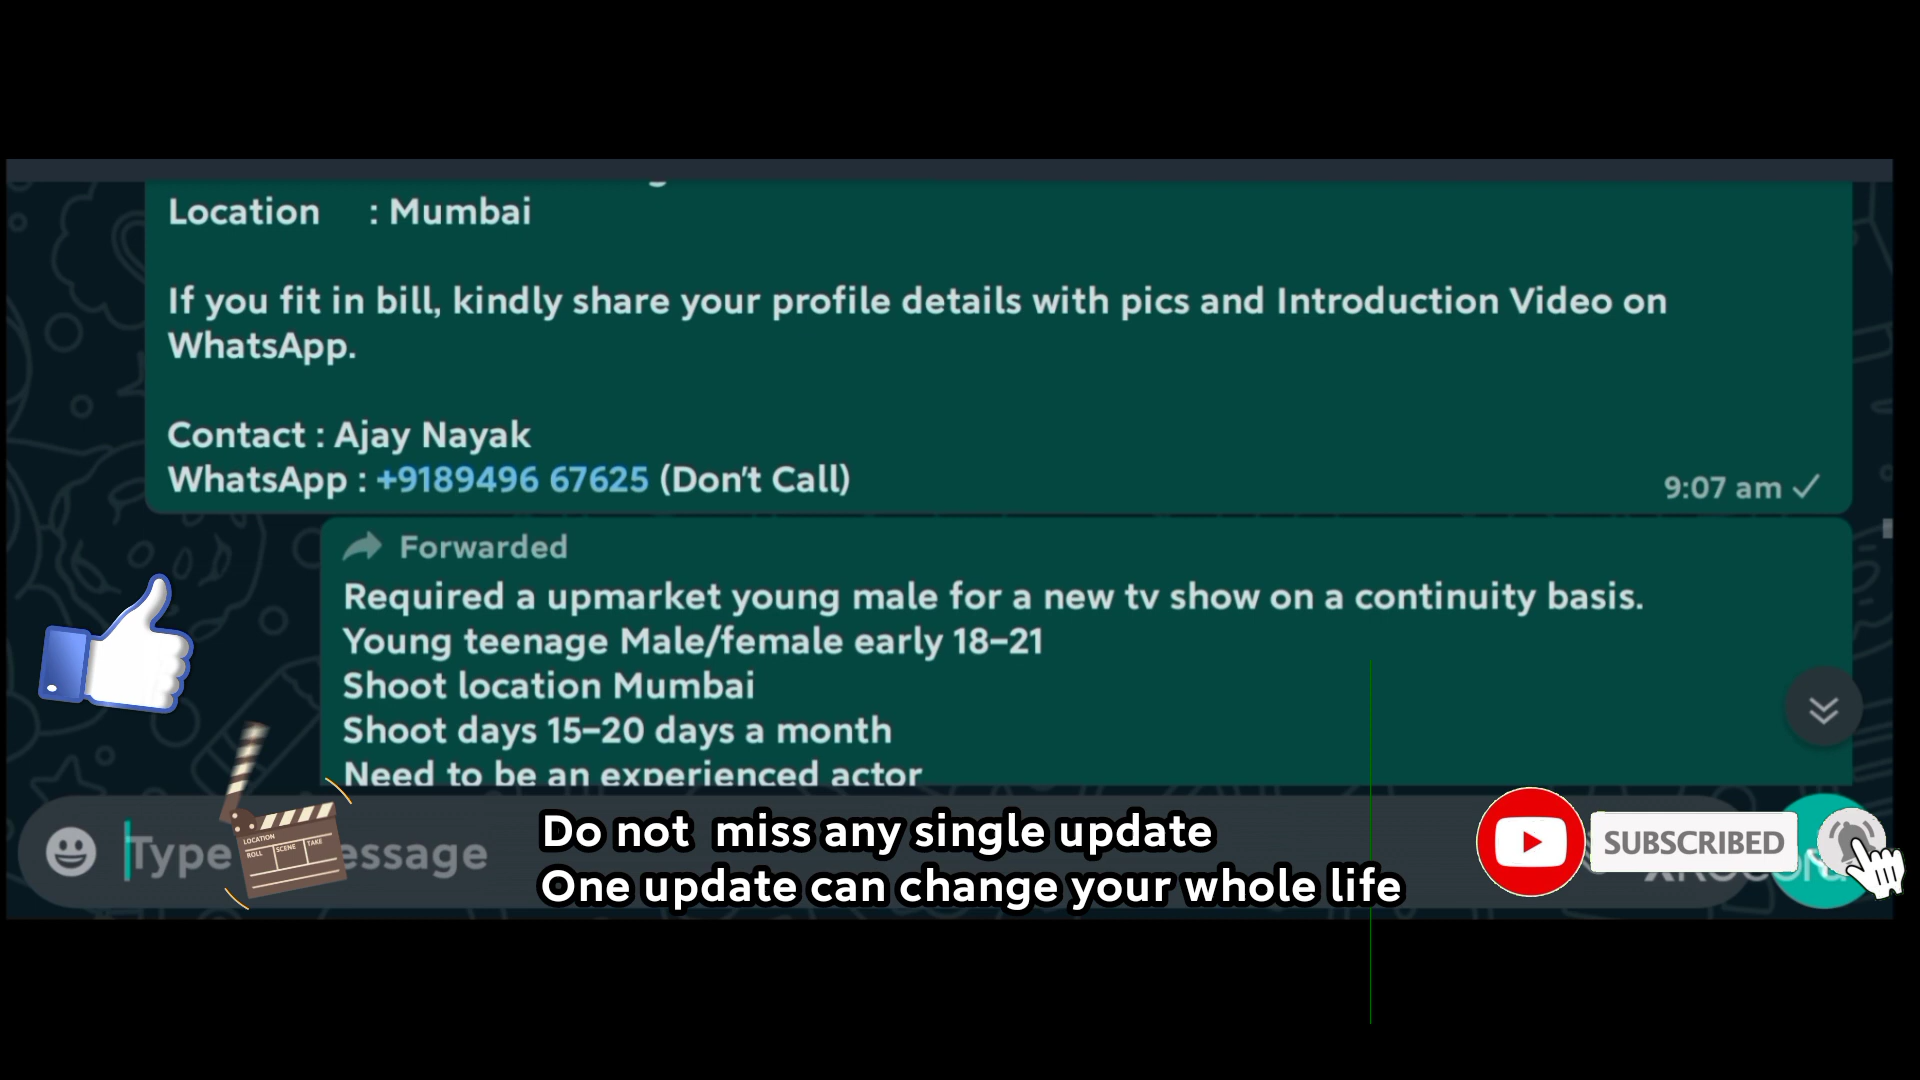 Location : Mumbai
If you fit in bill, kindly share your profile details with pics and Introduction Video on
WhatsApp.
Contact : Ajay Nayak
WhatsApp : +9189496 67625 (Don't Call)
9:07 am
Forwarded
Required a upmarket young male for a new tv show on a continuity basis.
Young teenage Male/female early 18–21
Shoot location Mumbai
Shoot days 15–20 days a month
Need to be an experienced actor
LOCATION
ROLL SCENE TAKE
Type essage
Do not miss any single update
One update can change your whole life
SUBSCRIBED